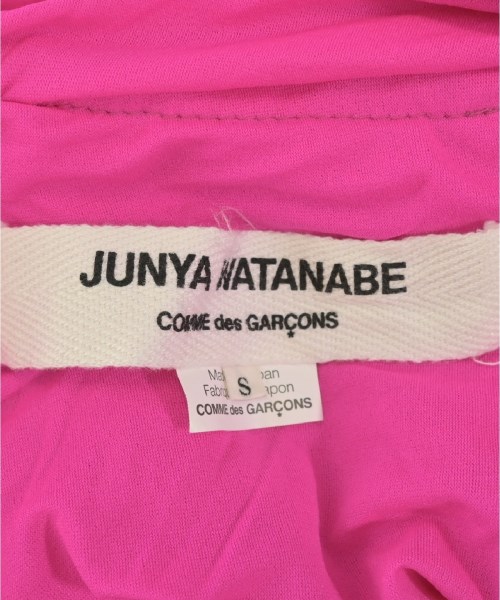 JUNYA WATANABE
COMME des GARÇONS
S
COMME des GARÇONS